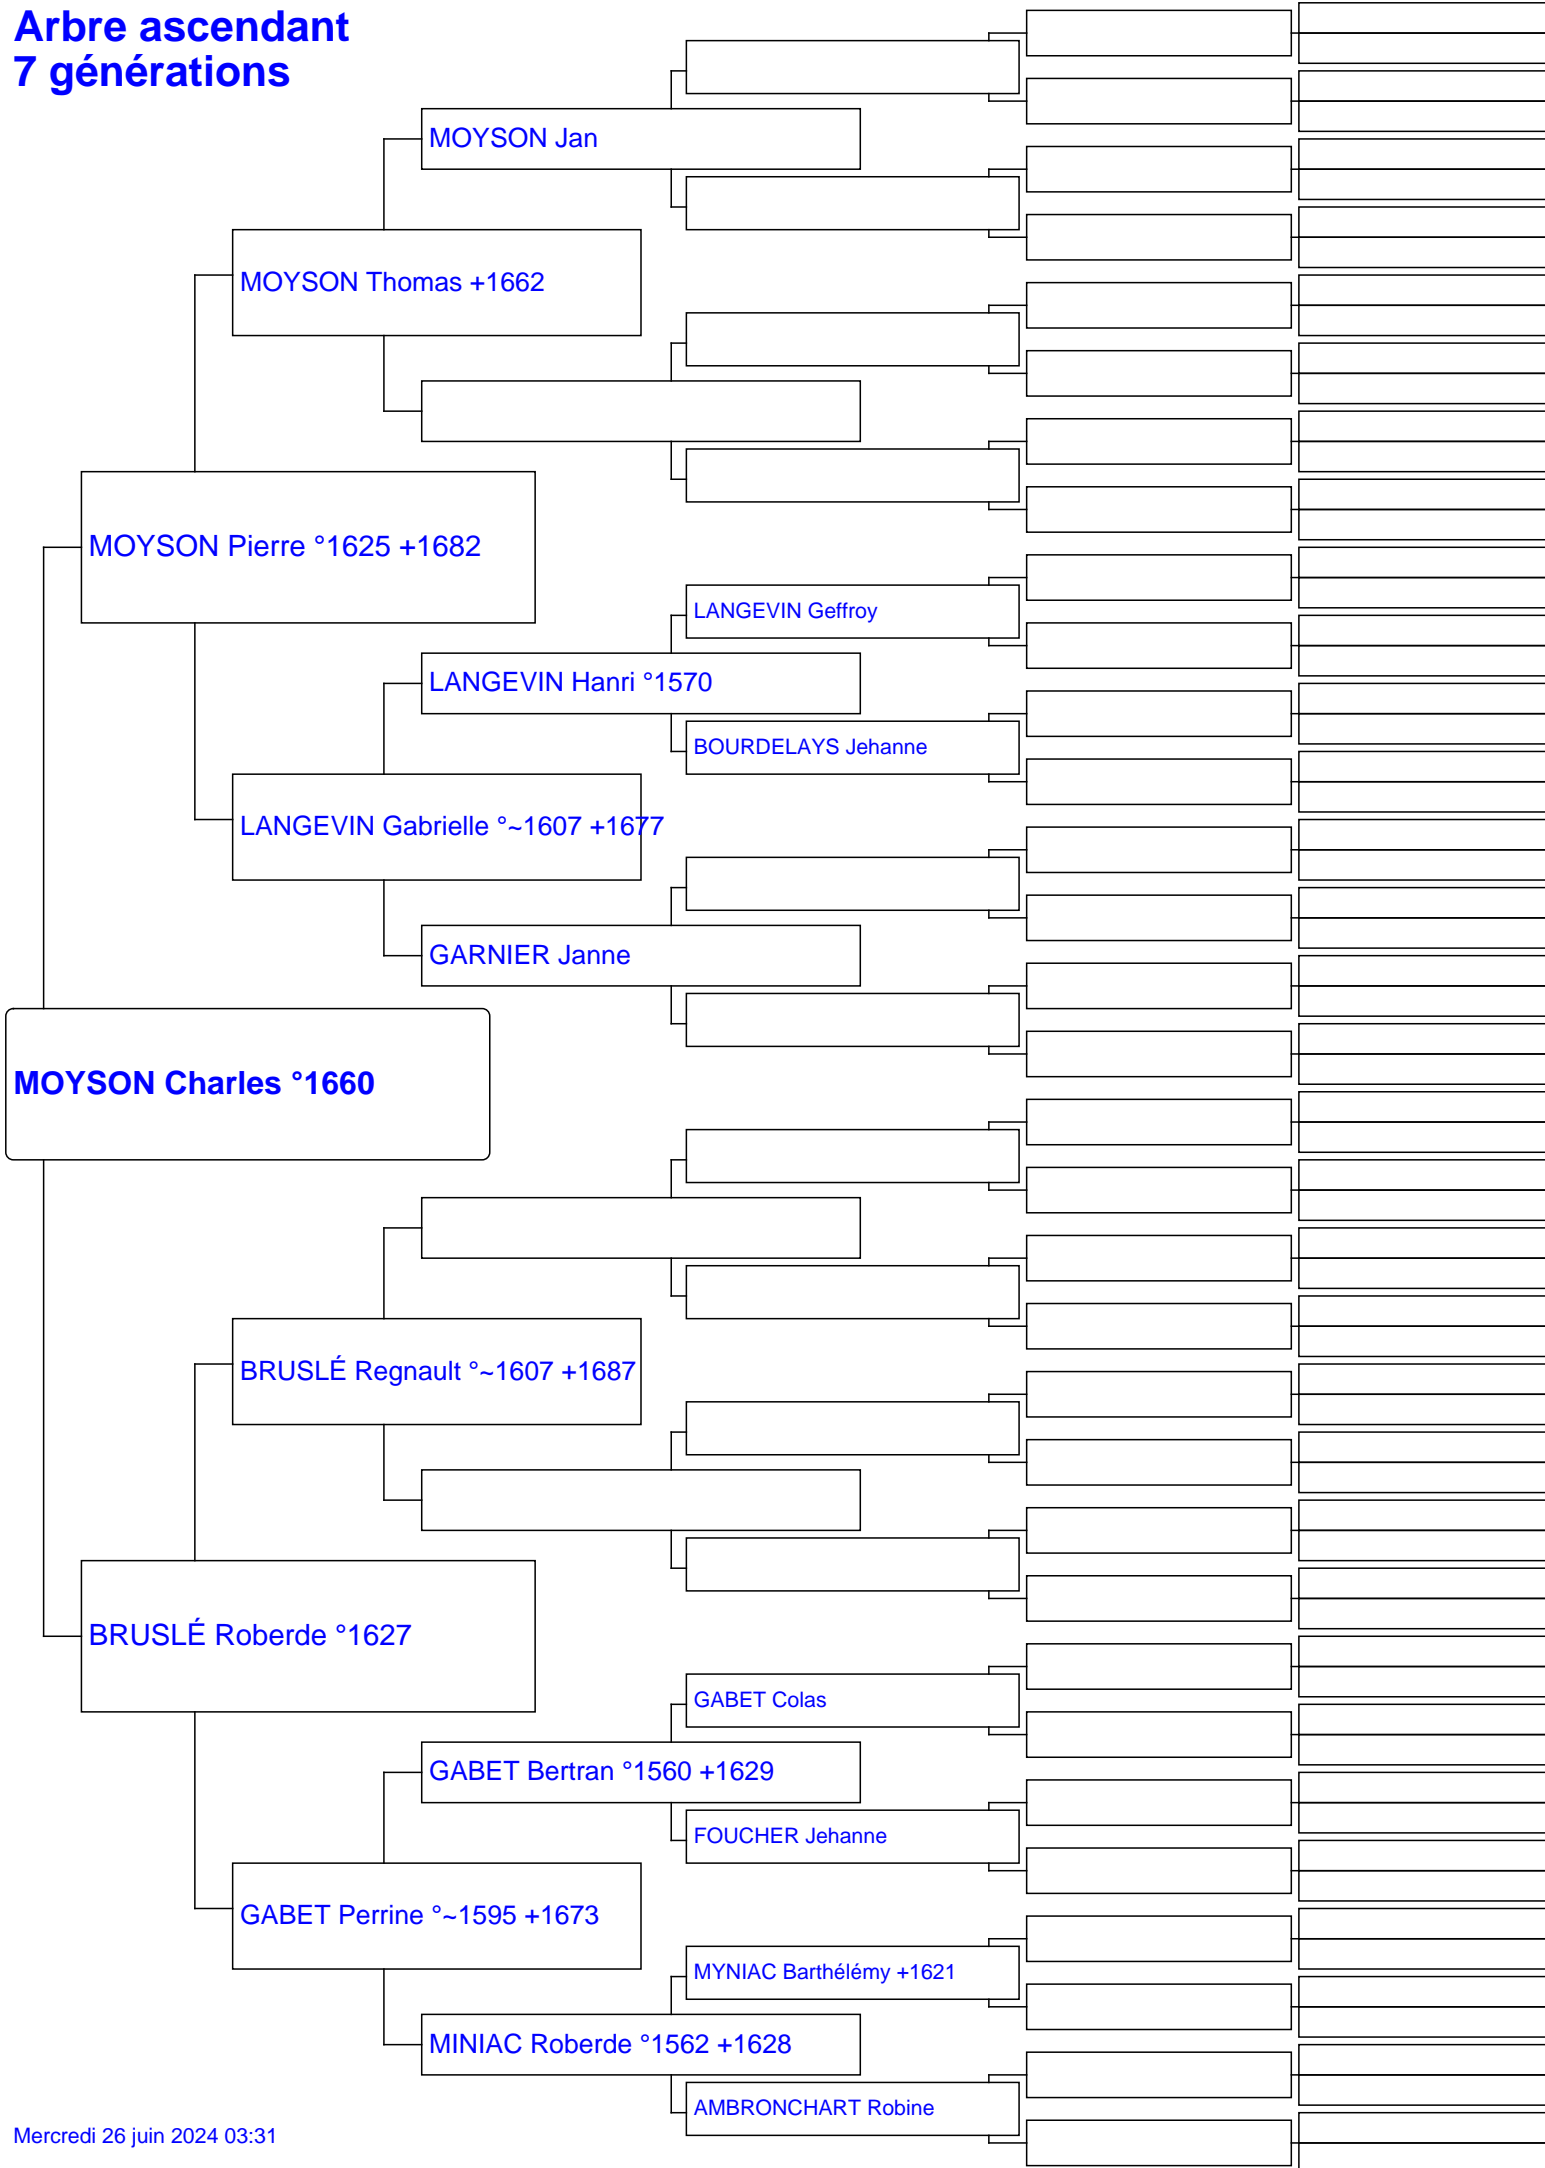 Arbre ascendant
7 générations
MOYSON Jan
MOYSON Thomas +1662
MOYSON Pierre °1625 +1682
LANGEVIN Geffroy
LANGEVIN Hanri °1570
BOURDELAYS Jehanne
LANGEVIN Gabrielle °~1607 +1677
GARNIER Janne
MOYSON Charles °1660
BRUSLÉ Regnault °~1607 +1687
BRUSLÉ Roberde °1627
GABET Colas
GABET Bertran °1560 +1629
FOUCHER Jehanne
GABET Perrine °~1595 +1673
MYNIAC Barthélémy +1621
MINIAC Roberde °1562 +1628
AMBRONCHART Robine
Mercredi 26 juin 2024 03:31